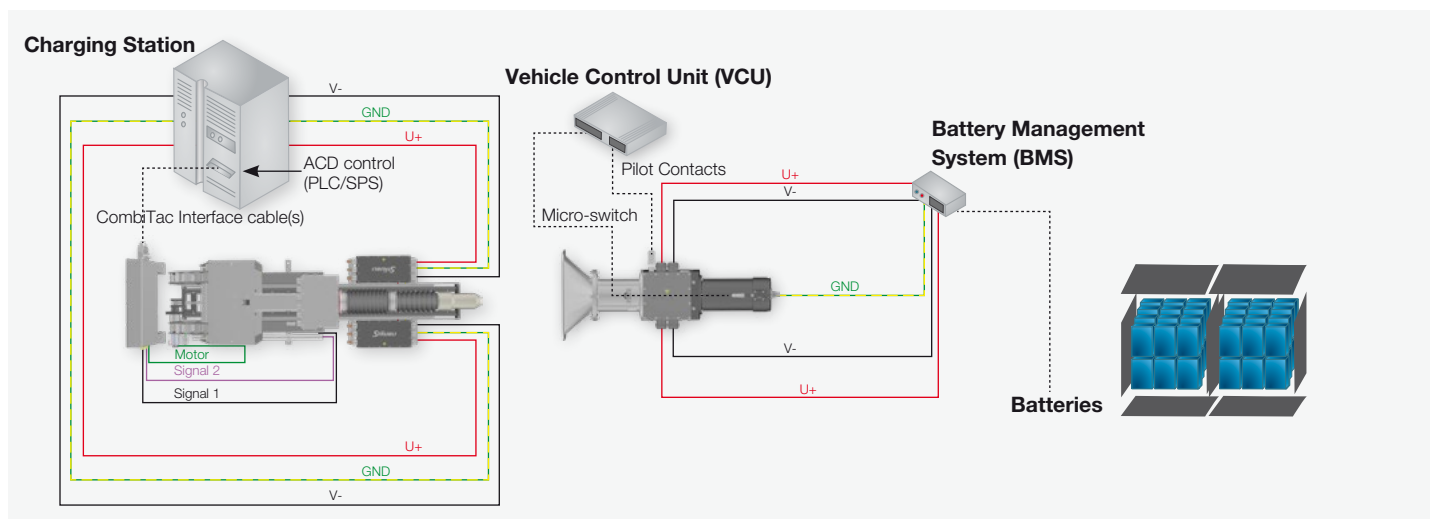 Charging Station
V-
GND
U+
ACD control
(PLC/SPS)
CombiTac Interface cable(s)
Motor
Signal 2
Signal 1
U+
GND
V-
Vehicle Control Unit (VCU)
Pilot Contacts
Micro-switch
U+
V-
GND
V-
U+
Battery Management
System (BMS)
Batteries